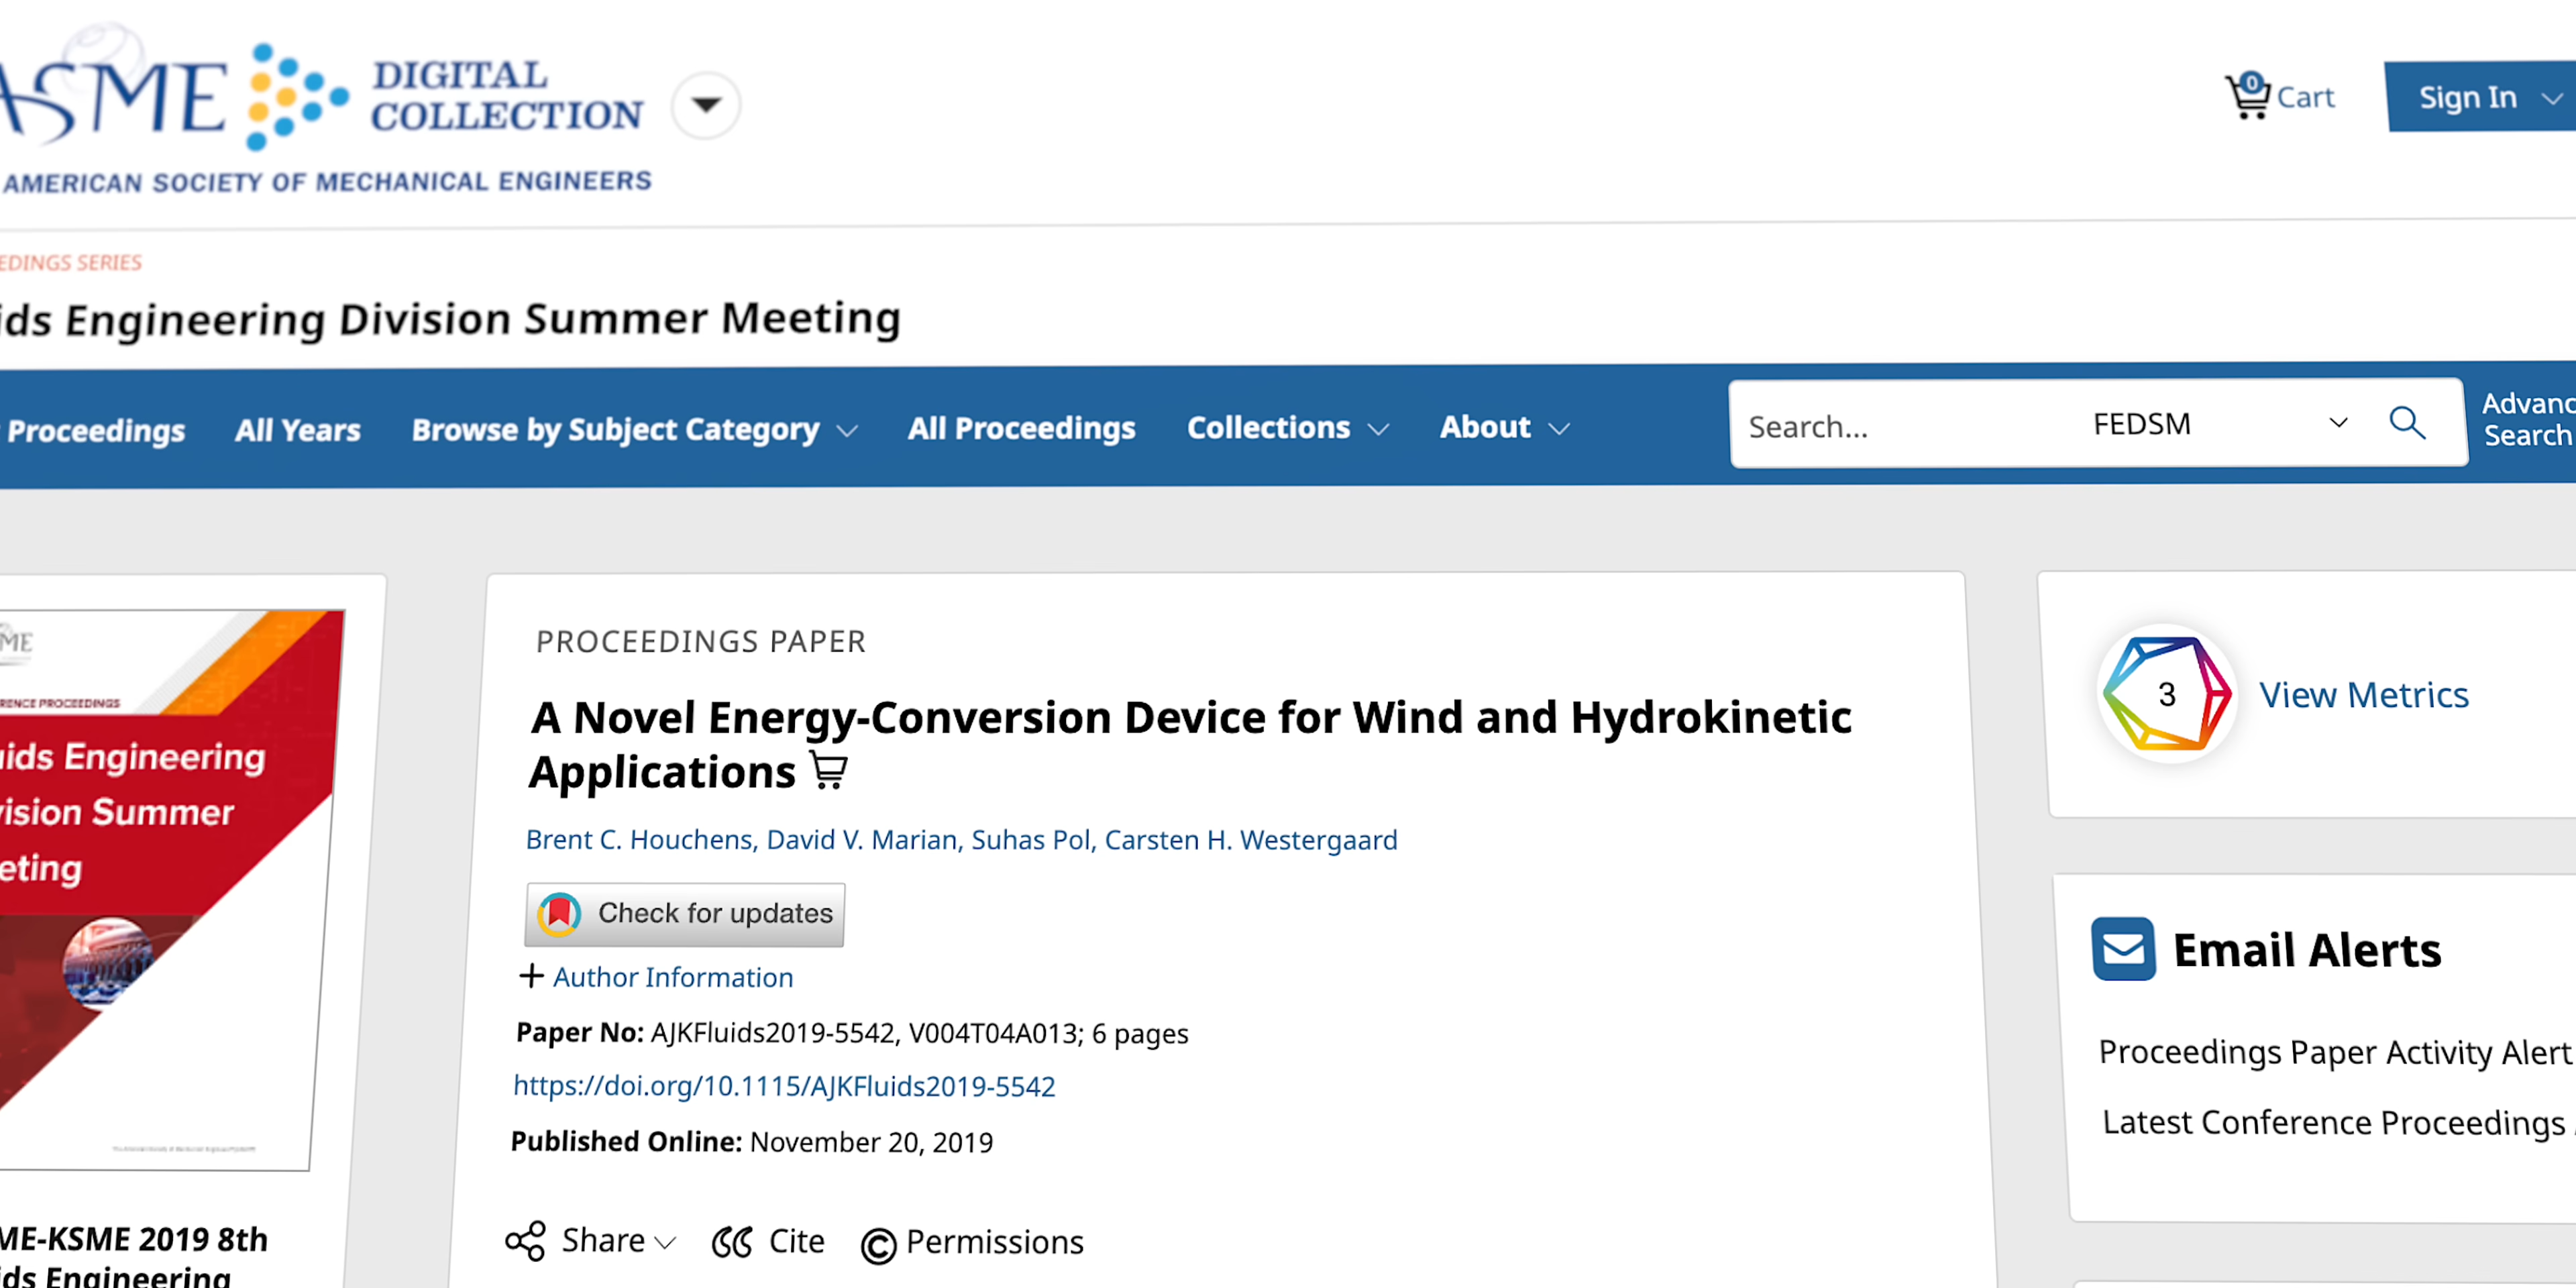 ASME DIGITAL COLLECTION
AMERICAN SOCIETY OF MECHANICAL ENGINEERS
0 Cart
Sign In
EDINGS SERIES
ids Engineering Division Summer Meeting
Proceedings All Years Browse by Subject Category All Proceedings Collections About
Search... FEDSM
Advanc
Search
ME
RENCE PROCEEDINGS
uids Engineering
vision Summer
eting
ME-KSME 2019 8th
ids Engineering
PROCEEDINGS PAPER
A Novel Energy-Conversion Device for Wind and Hydrokinetic
Applications
Brent C. Houchens, David V. Marian, Suhas Pol, Carsten H. Westergaard
Check for updates
+ Author Information
Paper No: AJKFluids2019-5542, V004T04A013; 6 pages
https://doi.org/10.1115/AJKFluids2019-5542
Published Online: November 20, 2019
Share Cite © Permissions
3 View Metrics
Email Alerts
Proceedings Paper Activity Alert
Latest Conference Proceedings